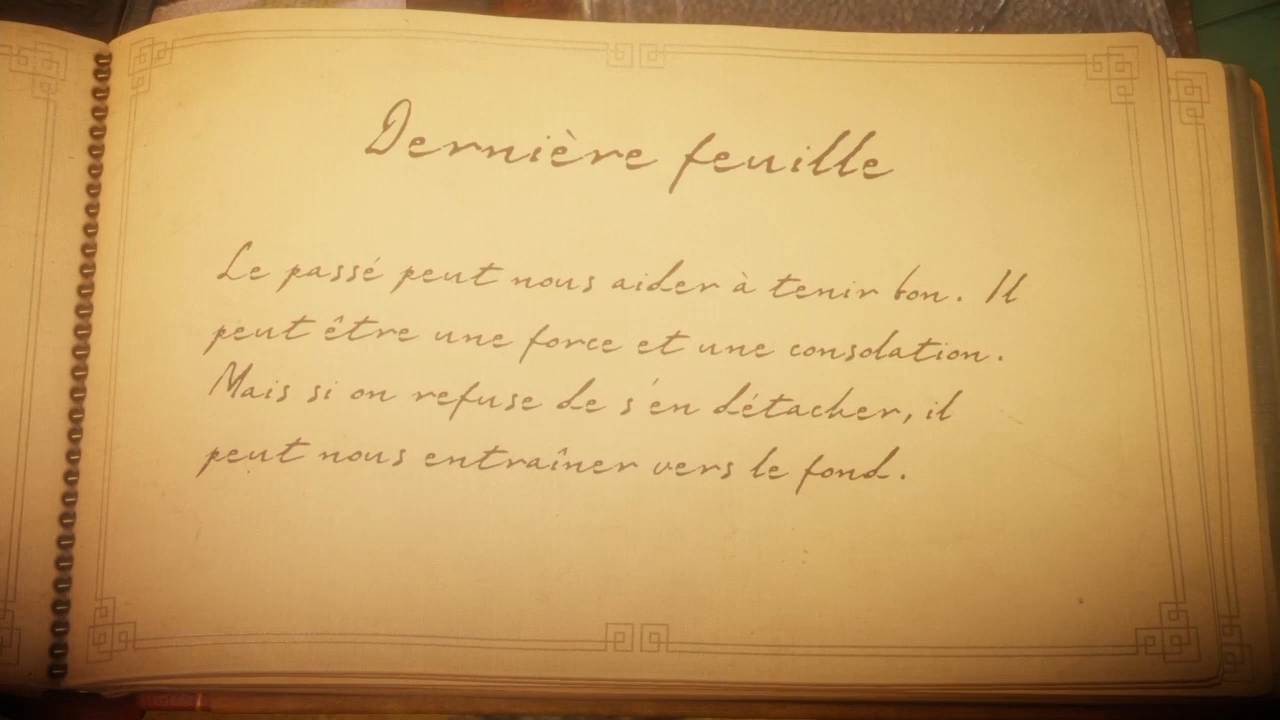 Dernière feuille
Le passé peut nous aider à tenir bon. Il
peut être une force et une consolation.
Mais si on refuse de s'en détacher, il
peut nous entraîner vers le fond.